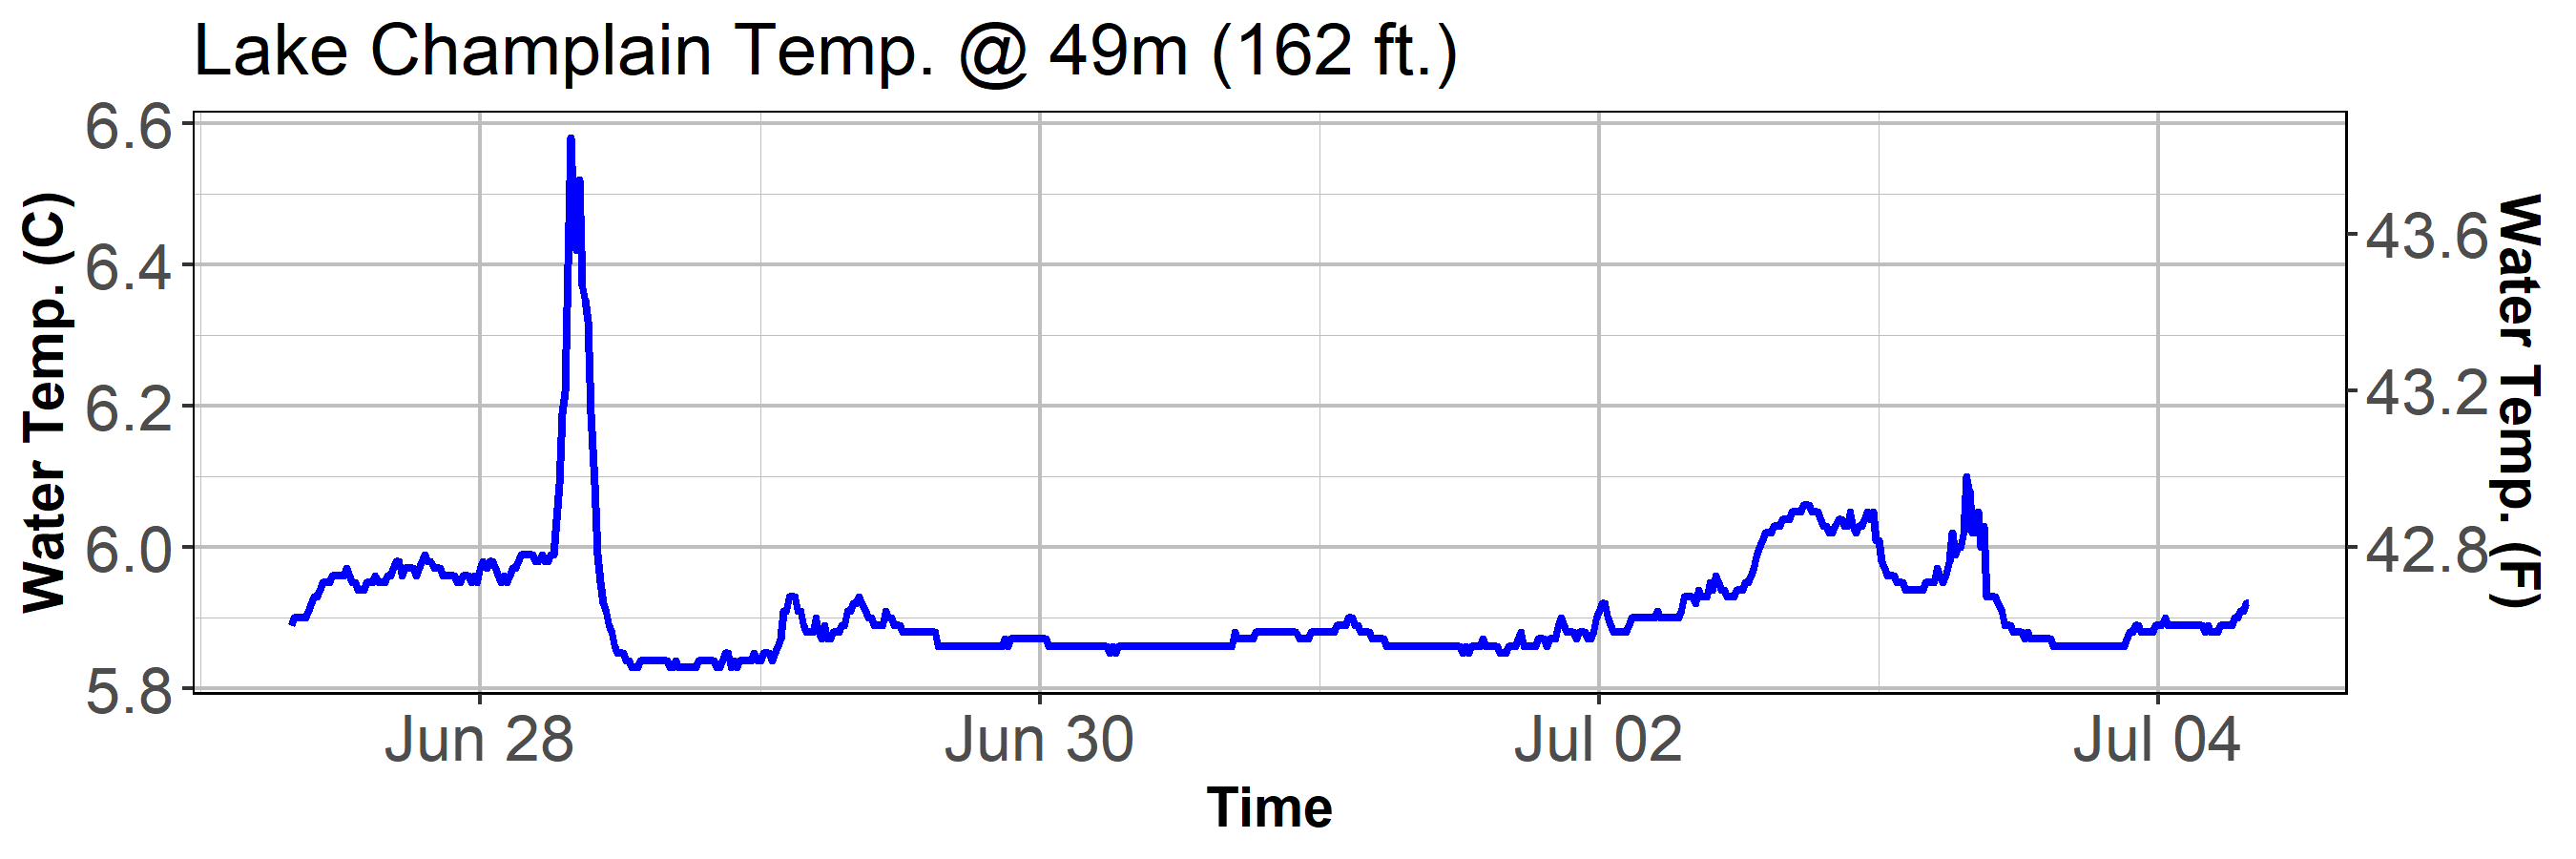 Lake Champlain Temp. @ 49m (162 ft.)
Water Temp. (C)
6.6
6.4
6.2
6.0
5.8
43.6
43.2
42.8
Water Temp. (F)
Jun 28 Jun 30 Jul 02 Jul 04
Time